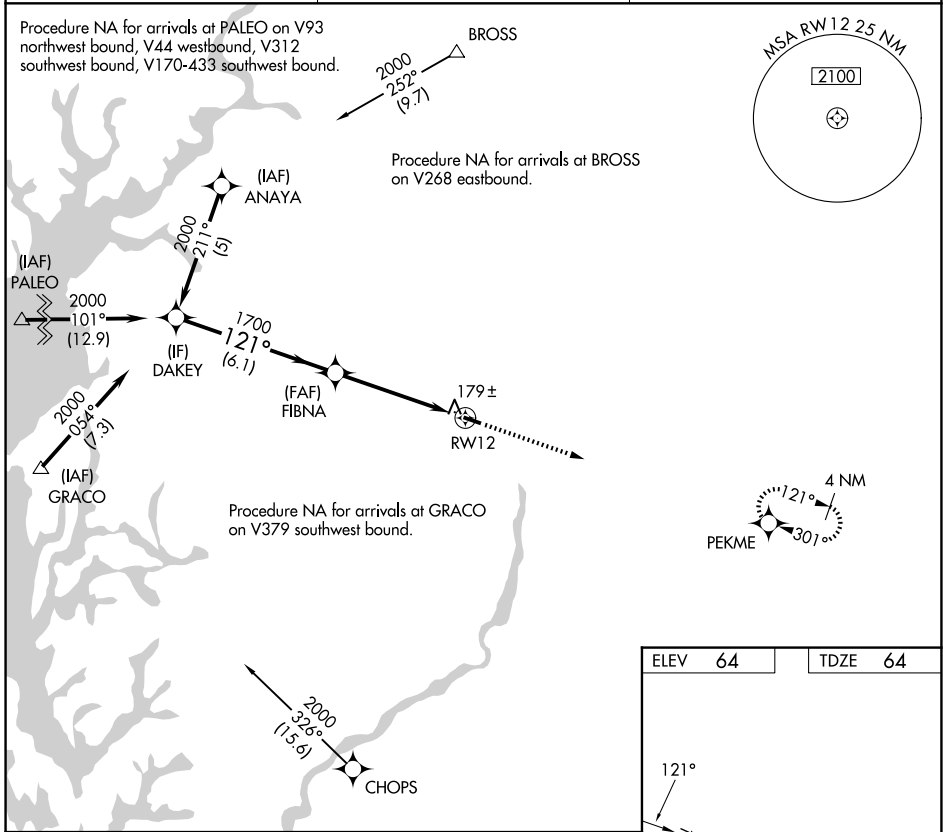 Procedure NA for arrivals at PALEO on V93
northwest bound, V44 westbound, V312
southwest bound, V170-433 southwest bound.
BROSS
2000
252°
(9.7)
MSA RW12 25 NM
2100
Procedure NA for arrivals at BROSS
on V268 eastbound.
(IAF)
ANAYA
2000
211°
(5)
(IAF)
PALEO
2000
101°
(12.9)
(IF)
DAKEY
1700
121°
(6.1)
(FAF)
FIBNA
179±
RW12
2000
054°
(7.3)
(IAF)
GRACO
Procedure NA for arrivals at GRACO
on V379 southwest bound.
4 NM
121°
301°
PEKME
2000
326°
(15.6)
CHOPS
ELEV 64
TDZE 64
121°